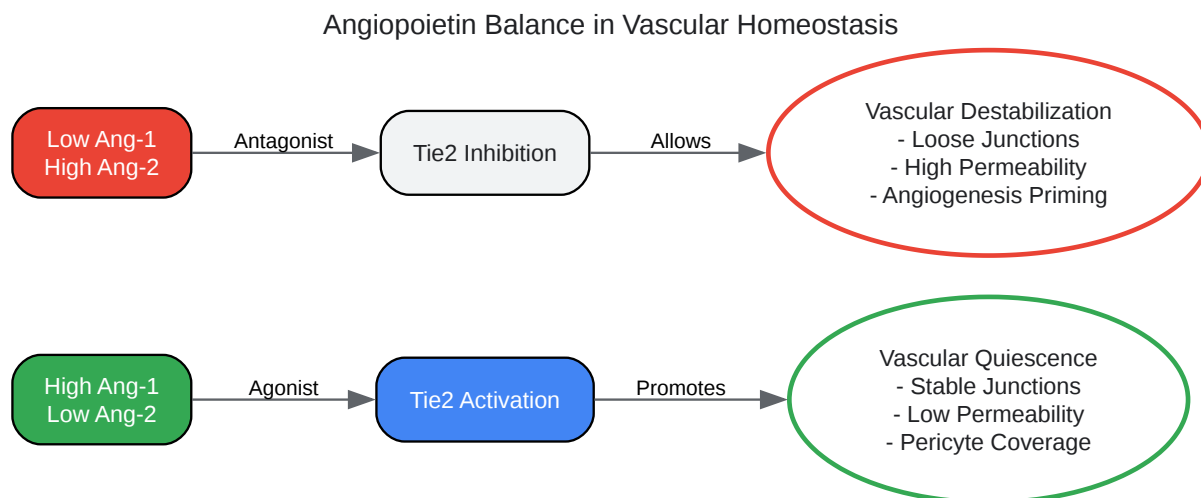 Angiopoietin Balance in Vascular Homeostasis
Low Ang-1
High Ang-2
Antagonist
Tie2 Inhibition
Allows
Vascular Destabilization
- Loose Junctions
- High Permeability
- Angiogenesis Priming
High Ang-1
Low Ang-2
Agonist
Tie2 Activation
Promotes
Vascular Quiescence
- Stable Junctions
- Low Permeability
- Pericyte Coverage